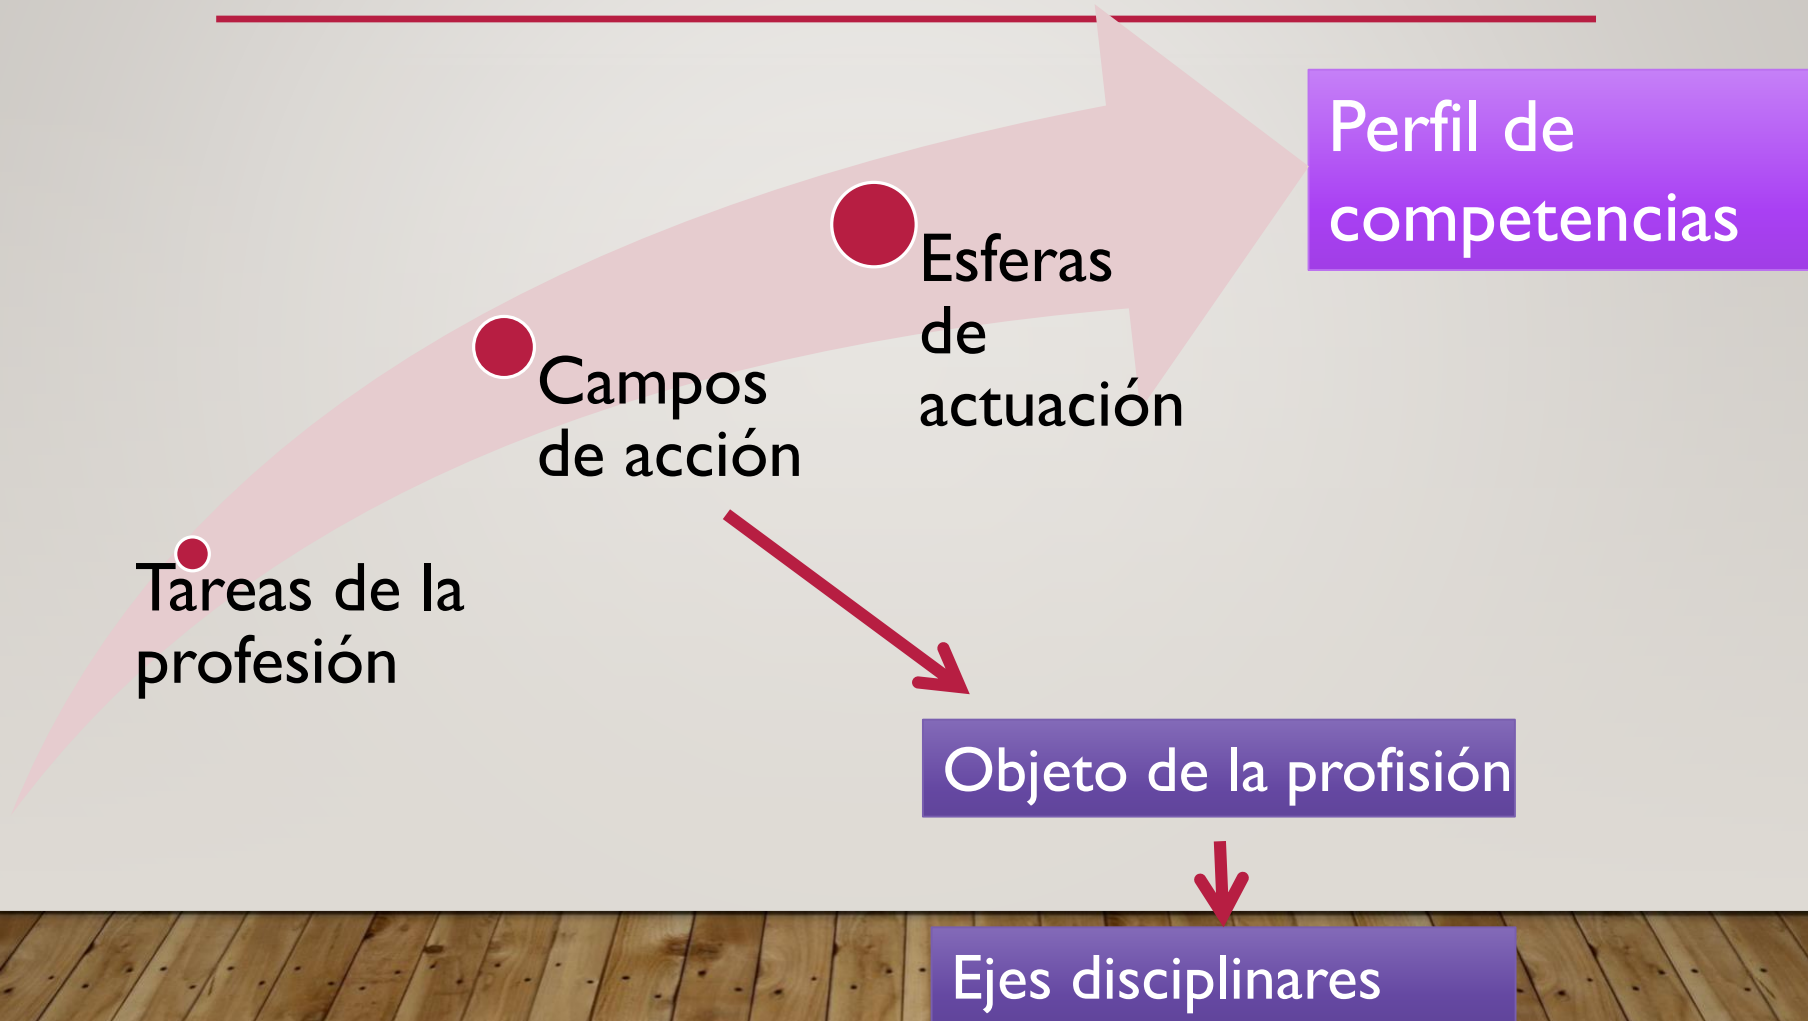 Perfil de
competencias
Esferas
de
actuación
Campos
de acción
Tareas de la
profesión
Objeto de la profisión
Ejes disciplinares